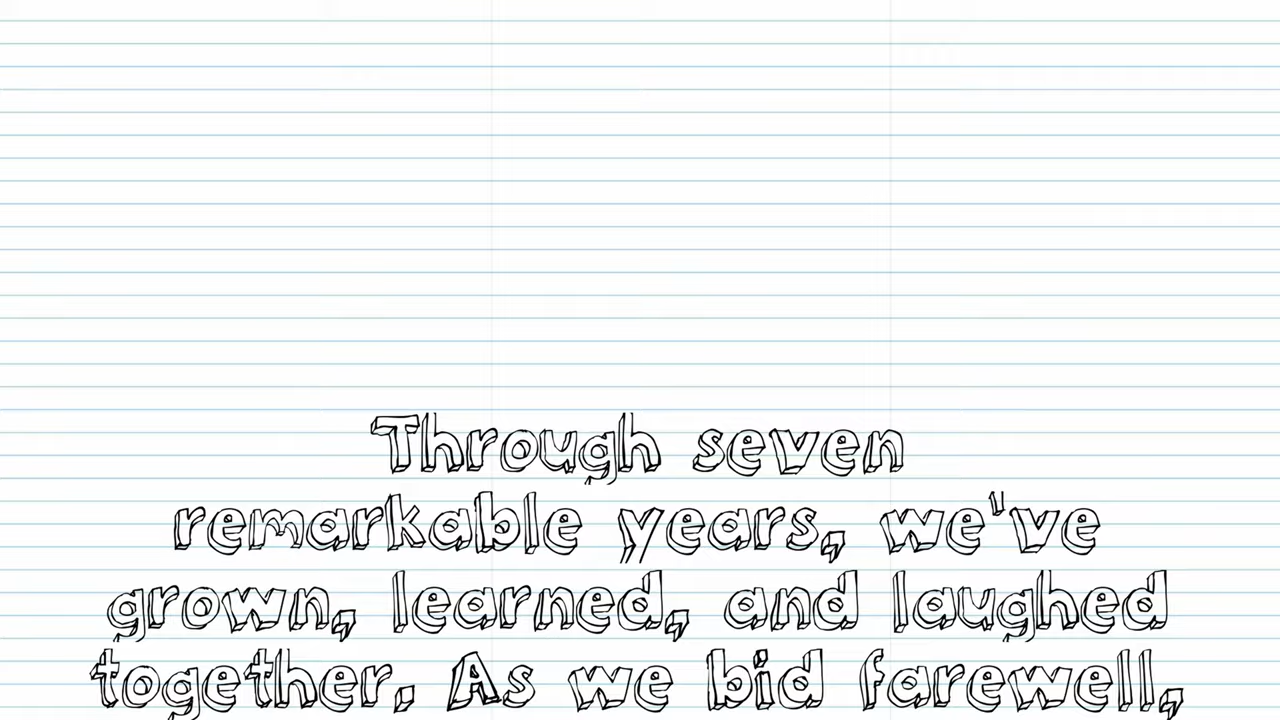 Through seven
remarkable years, we've
grown, learned, and laughed
together. As we bid farewell,